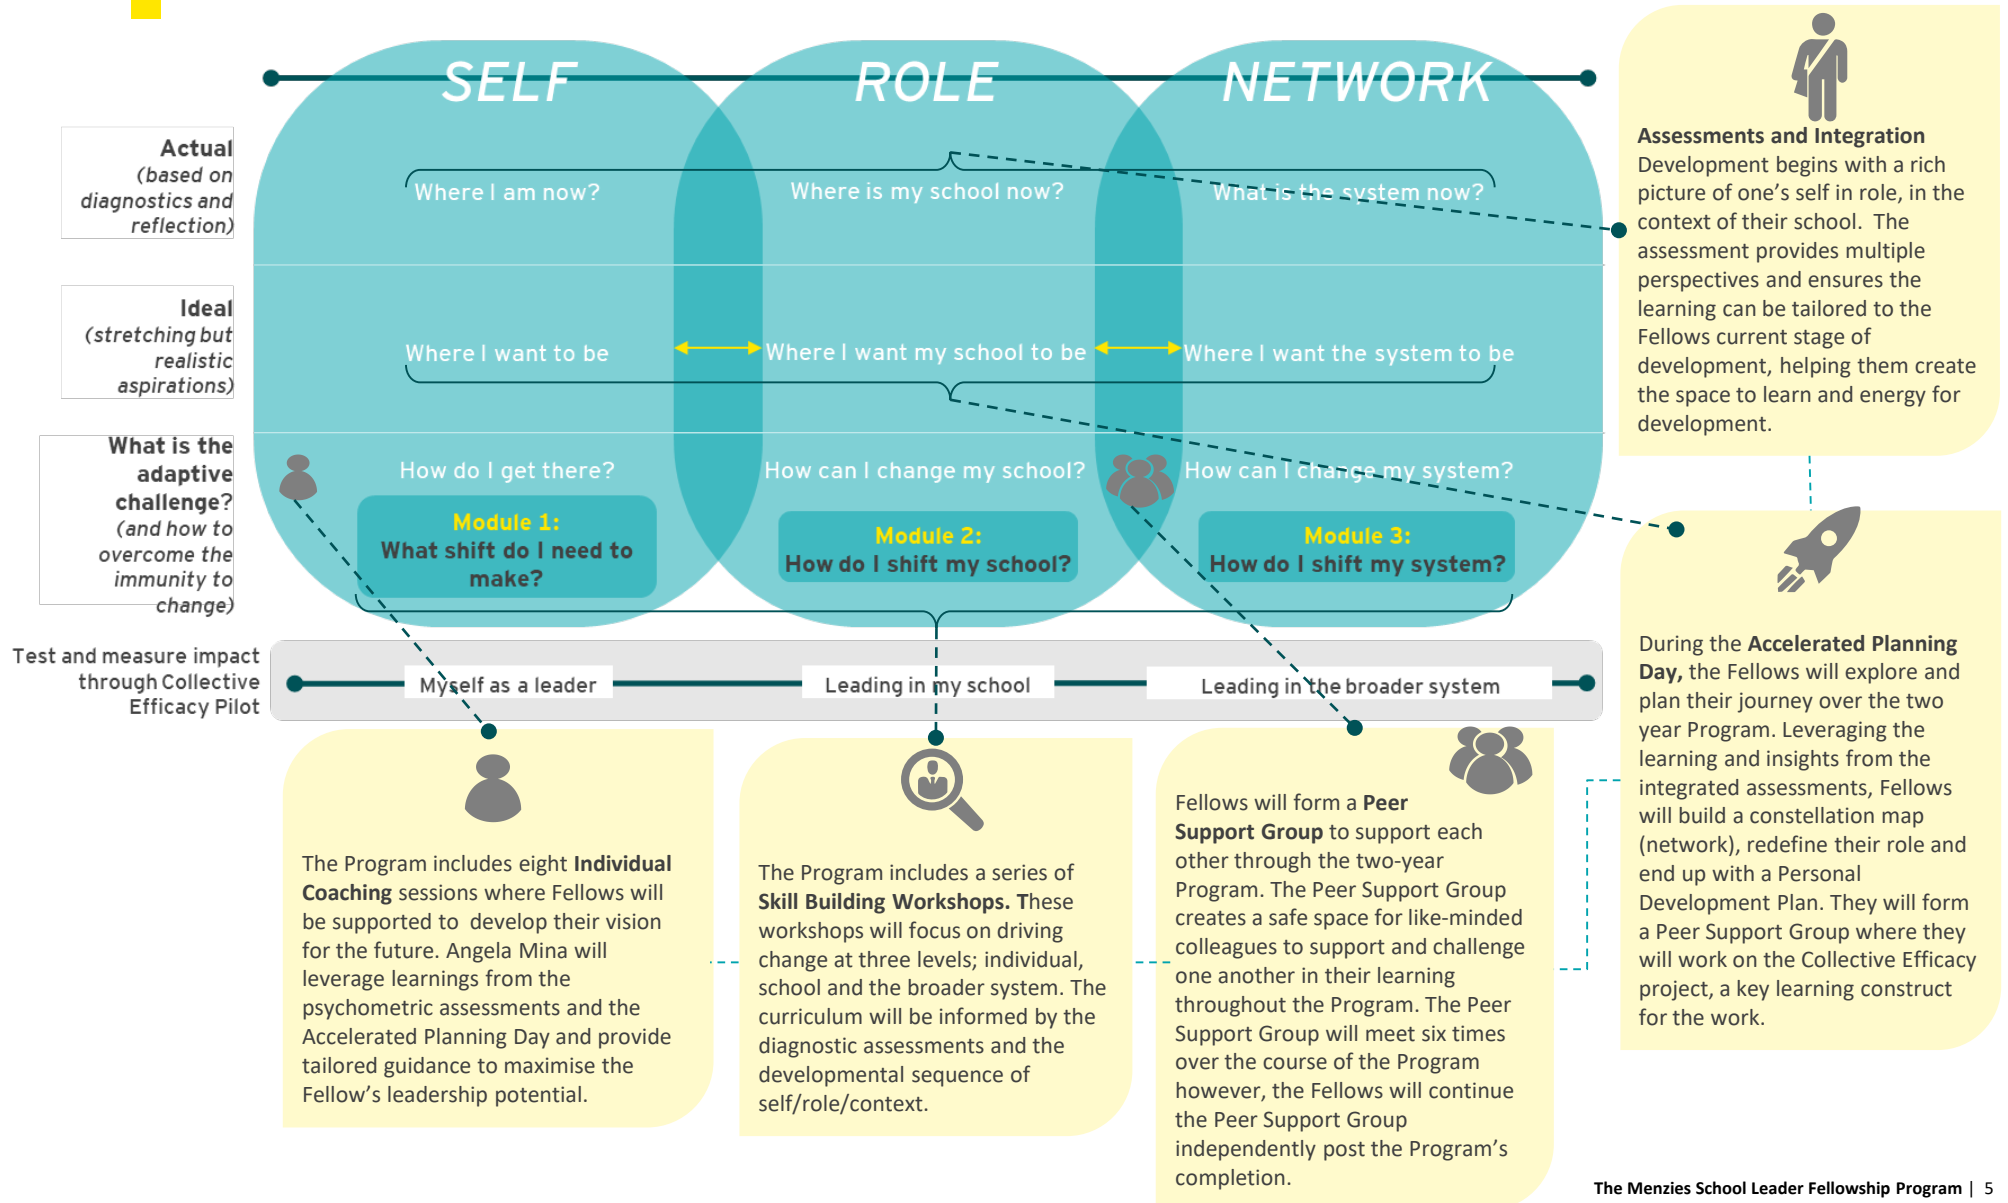 SELF
ROLE
NETWORK
Actual
(based on
diagnostics and
reflection)
Where I am now?
Where is my school now?
What is the system now?
Ideal
(stretching but
realistic
aspirations)
Where I want to be
Where I want my school to be
Where I want the system to be
What is the
adaptive
challenge?
(and how to
overcome the
immunity to
change)
How do I get there?
How can I change my school?
How can I change my system?
Module 1:
What shift do I need to
make?
Module 2:
How do I shift my school?
Module 3:
How do I shift my system?
Test and measure impact
through Collective
Efficacy Pilot
Myself as a leader
Leading in my school
Leading in the broader system
Assessments and Integration
Development begins with a rich
picture of one’s self in role, in the
context of their school.  The
assessment provides multiple
perspectives and ensures the
learning can be tailored to the
Fellows current stage of
development, helping them create
the space to learn and energy for
development.
During the Accelerated Planning
Day, the Fellows will explore and
plan their journey over the two
year Program. Leveraging the
learning and insights from the
integrated assessments, Fellows
will build a constellation map
(network), redefine their role and
end up with a Personal
Development Plan. They will form
a Peer Support Group where they
will work on the Collective Efficacy
project, a key learning construct
for the work.
The Program includes eight Individual
Coaching sessions where Fellows will
be supported to  develop their vision
for the future. Angela Mina will
leverage learnings from the
psychometric assessments and the
Accelerated Planning Day and provide
tailored guidance to maximise the
Fellow’s leadership potential.
The Program includes a series of
Skill Building Workshops. These
workshops will focus on driving
change at three levels; individual,
school and the broader system. The
curriculum will be informed by the
diagnostic assessments and the
developmental sequence of
self/role/context.
Fellows will form a Peer
Support Group to support each
other through the two-year
Program. The Peer Support Group
creates a safe space for like-minded
colleagues to support and challenge
one another in their learning
throughout the Program. The Peer
Support Group will meet six times
over the course of the Program
however, the Fellows will continue
the Peer Support Group
independently post the Program’s
completion.
The Menzies School Leader Fellowship Program | 5